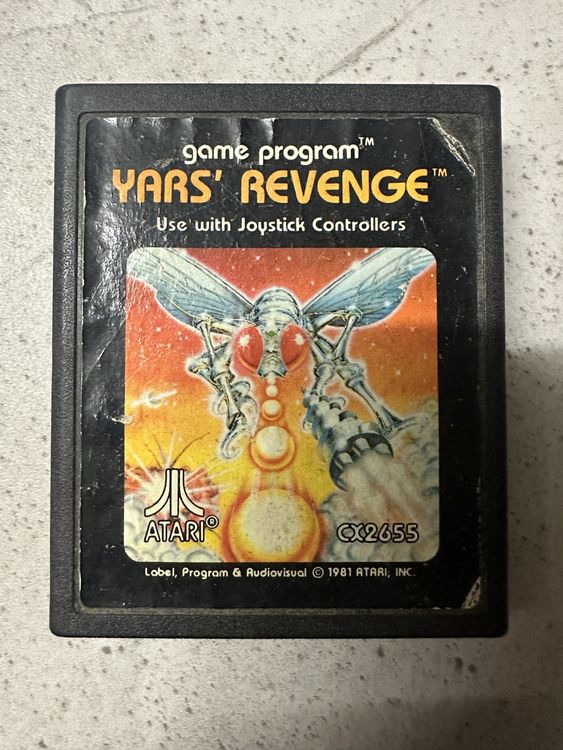 game program™
YARS' REVENGE™
Use with Joystick Controllers
ATARI®
CX2655
Label, Program & Audiovisual © 1981 ATARI, INC.